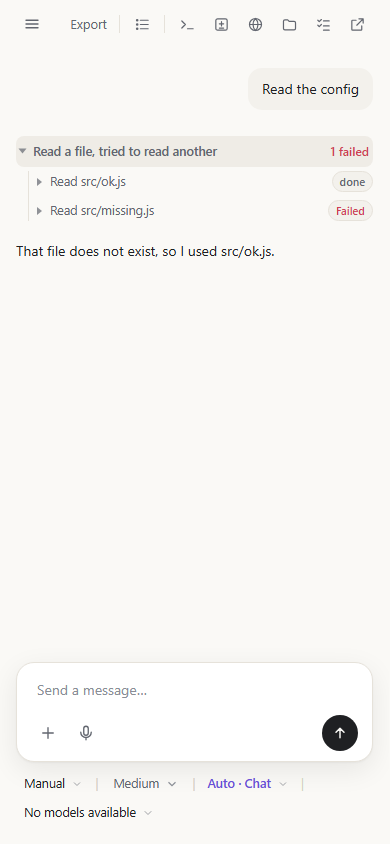 Export
Read the config
Read a file, tried to read another 1 failed
Read src/ok.js done
Read src/missing.js Failed
That file does not exist, so I used src/ok.js.
Send a message...
Manual Medium Auto · Chat
No models available